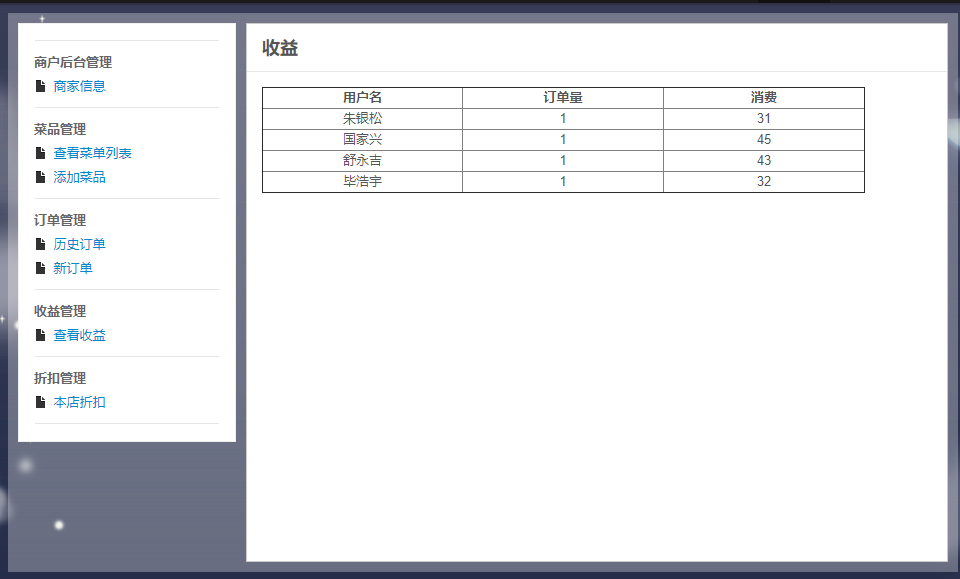 商户后台管理
商家信息
菜品管理
查看菜单列表
添加菜品
订单管理
历史订单
新订单
收益管理
查看收益
折扣管理
本店折扣
收益
用户名 订单量 消费
朱银松 1 31
国家兴 1 45
舒永吉 1 43
毕浩宇 1 32